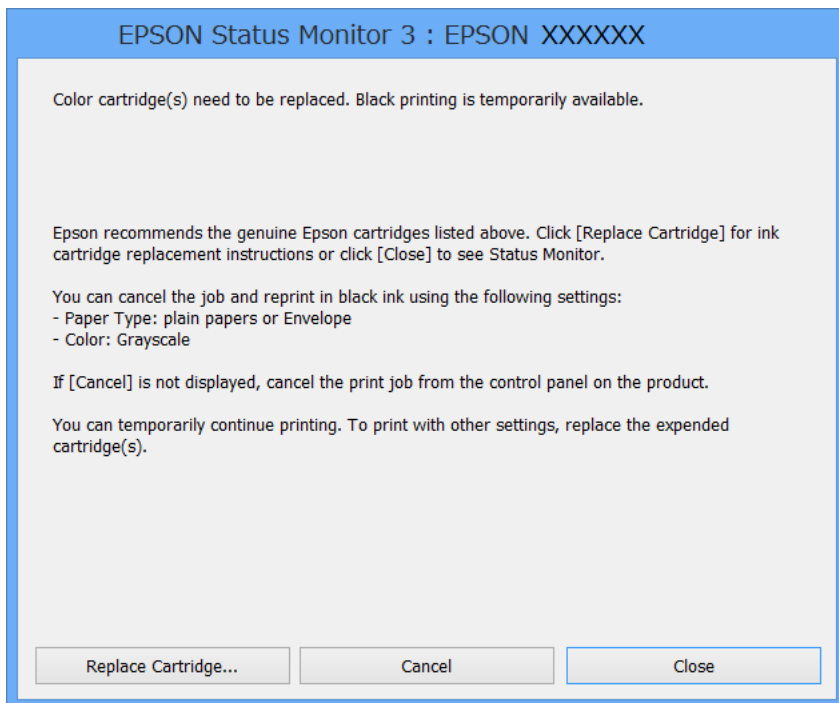 EPSON Status Monitor 3 : EPSON XXXXXX
Color cartridge(s) need to be replaced. Black printing is temporarily available.
Epson recommends the genuine Epson cartridges listed above. Click [Replace Cartridge] for ink
cartridge replacement instructions or click [Close] to see Status Monitor.
You can cancel the job and reprint in black ink using the following settings:
- Paper Type: plain papers or Envelope
- Color: Grayscale
If [Cancel] is not displayed, cancel the print job from the control panel on the product.
You can temporarily continue printing. To print with other settings, replace the expended
cartridge(s).
Replace Cartridge... Cancel Close